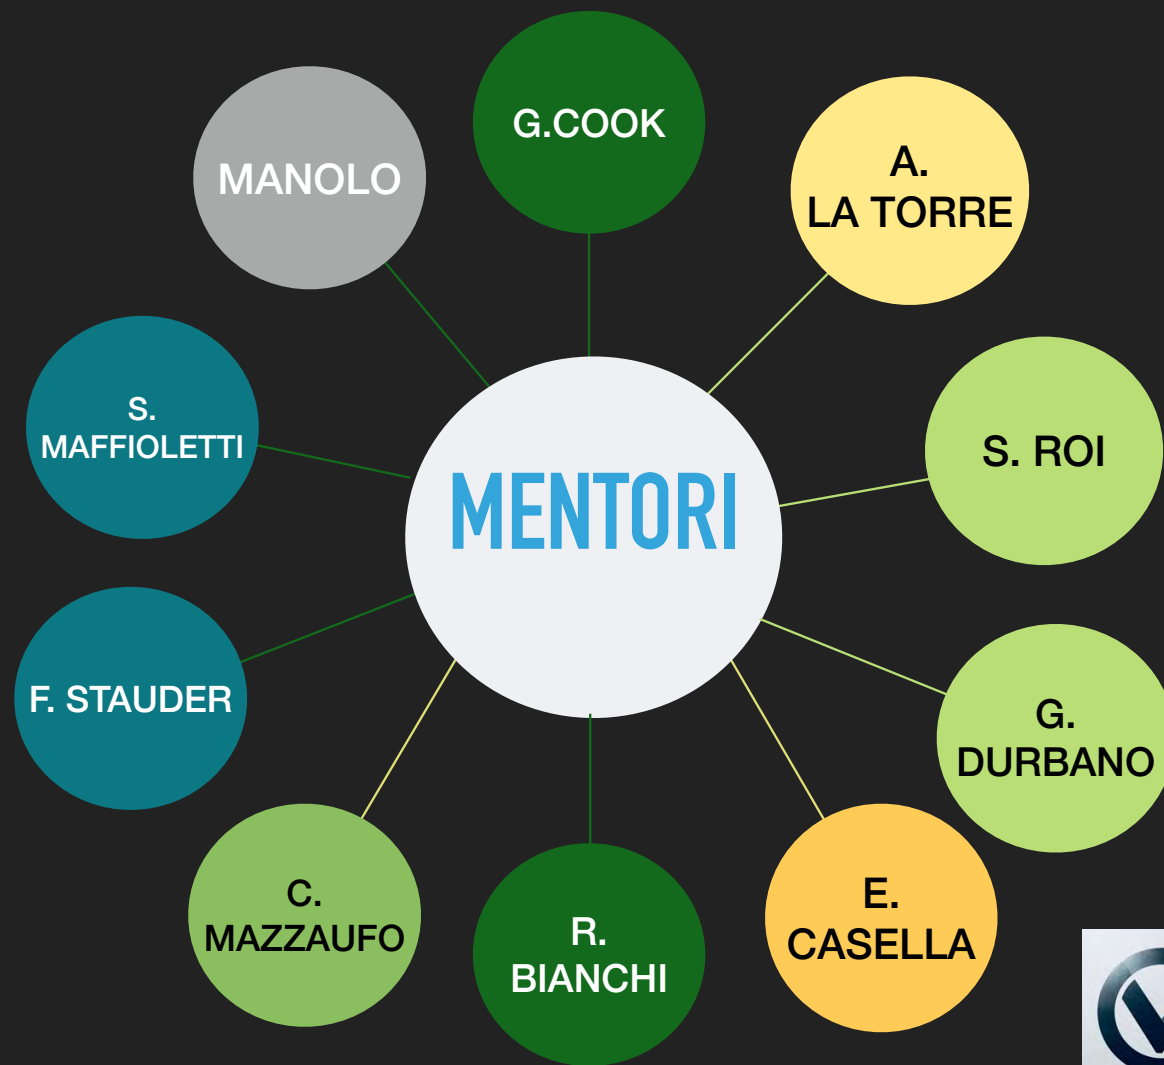 G.COOK
MANOLO
A.
LA TORRE
S.
MAFFIOLETTI
S. ROI
MENTORI
F. STAUDER
G.
DURBANO
C.
MAZZAUFO
R.
BIANCHI
E.
CASELLA